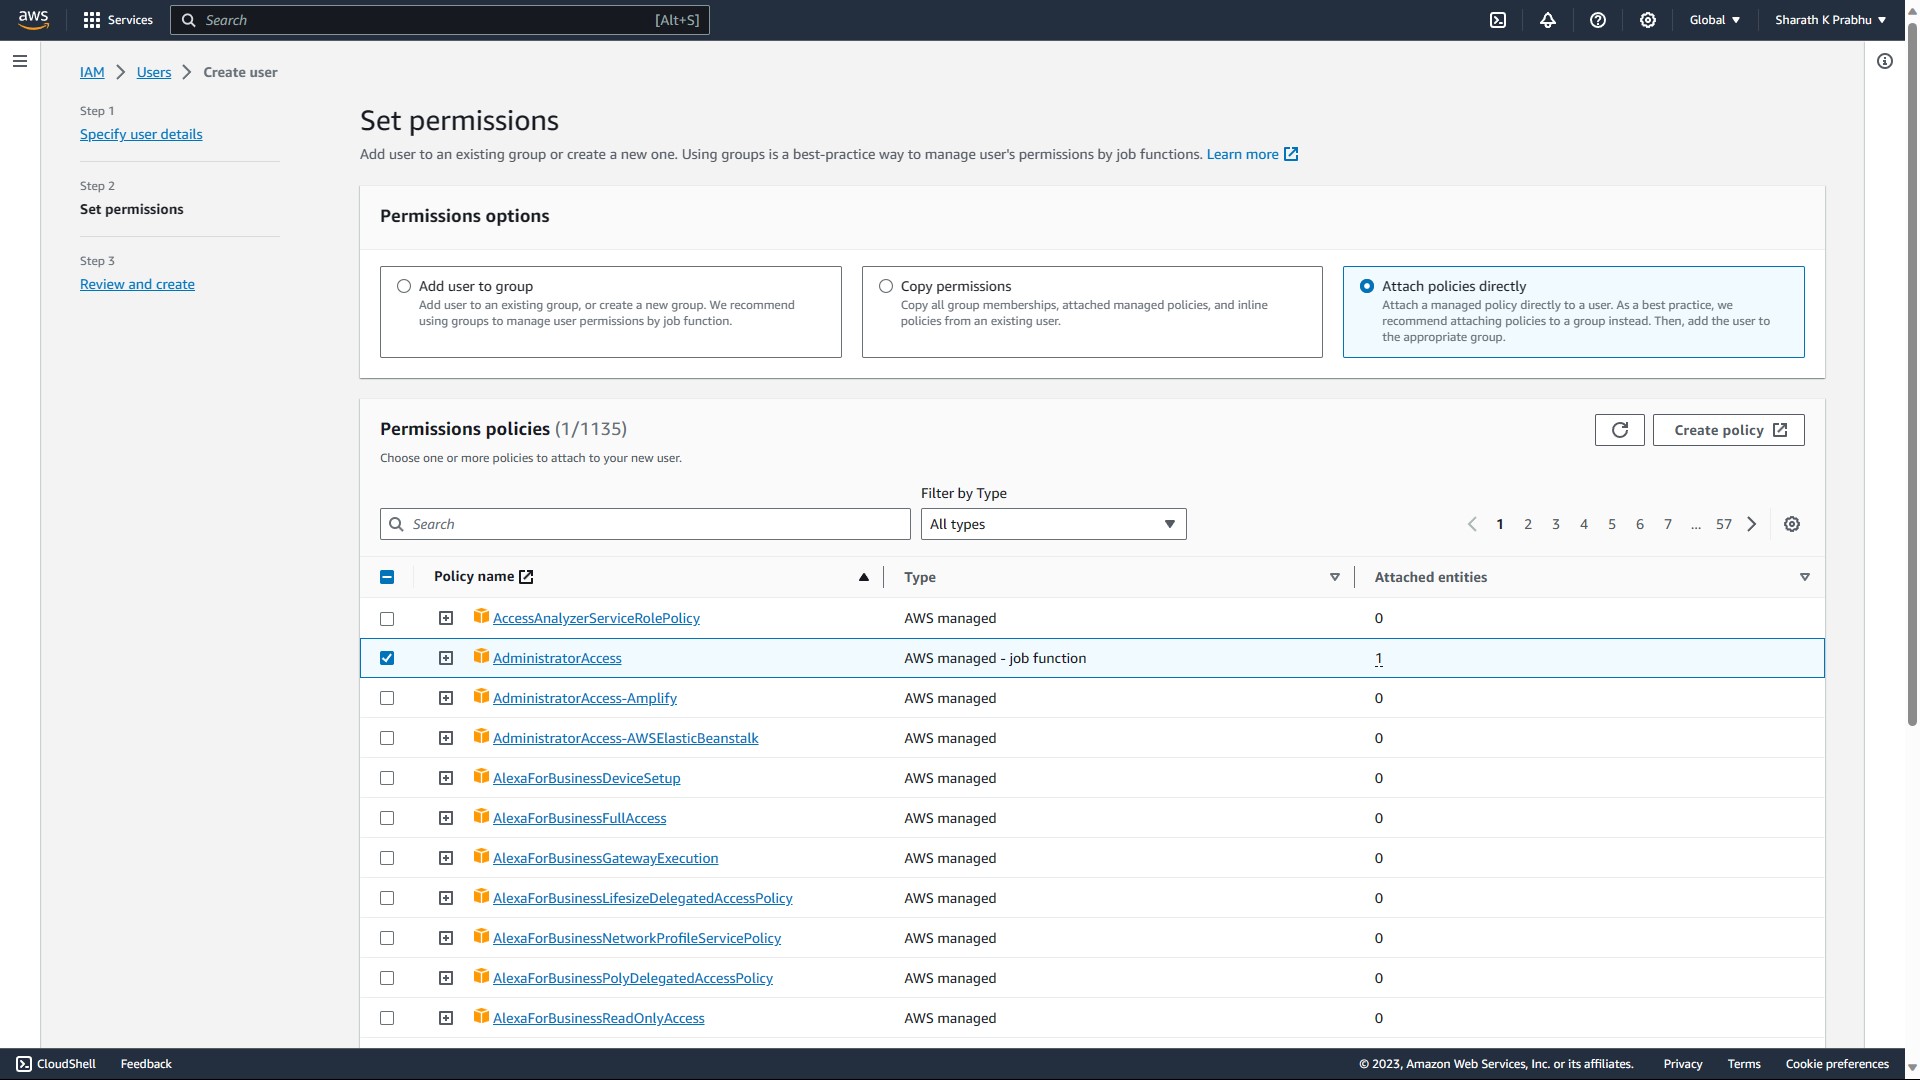 aws
Services
Search
[Alt+S]
Global
Sharath K Prabhu
IAM
Users
Create user
Step 1
Specify user details
Step 2
Set permissions
Step 3
Review and create
Set permissions
Add user to an existing group or create a new one. Using groups is a best-practice way to manage user's permissions by job functions. Learn more
Permissions options
Add user to group
Add user to an existing group, or create a new group. We recommend
using groups to manage user permissions by job function.
Copy permissions
Copy all group memberships, attached managed policies, and inline
policies from an existing user.
Attach policies directly
Attach a managed policy directly to a user. As a best practice, we
recommend attaching policies to a group instead. Then, add the user to
the appropriate group.
Permissions policies (1/1135)
Choose one or more policies to attach to your new user.
Create policy
Filter by Type
Search
All types
1 2 3 4 5 6 7 ... 57
Policy name Type Attached entities
AccessAnalyzerServiceRolePolicy AWS managed 0
AdministratorAccess AWS managed - job function 1
AdministratorAccess-Amplify AWS managed 0
AdministratorAccess-AWSElasticBeanstalk AWS managed 0
AlexaForBusinessDeviceSetup AWS managed 0
AlexaForBusinessFullAccess AWS managed 0
AlexaForBusinessGatewayExecution AWS managed 0
AlexaForBusinessLifesizeDelegatedAccessPolicy AWS managed 0
AlexaForBusinessNetworkProfileServicePolicy AWS managed 0
AlexaForBusinessPolyDelegatedAccessPolicy AWS managed 0
AlexaForBusinessReadOnlyAccess AWS managed 0
CloudShell Feedback © 2023, Amazon Web Services, Inc. or its affiliates. Privacy Terms Cookie preferences